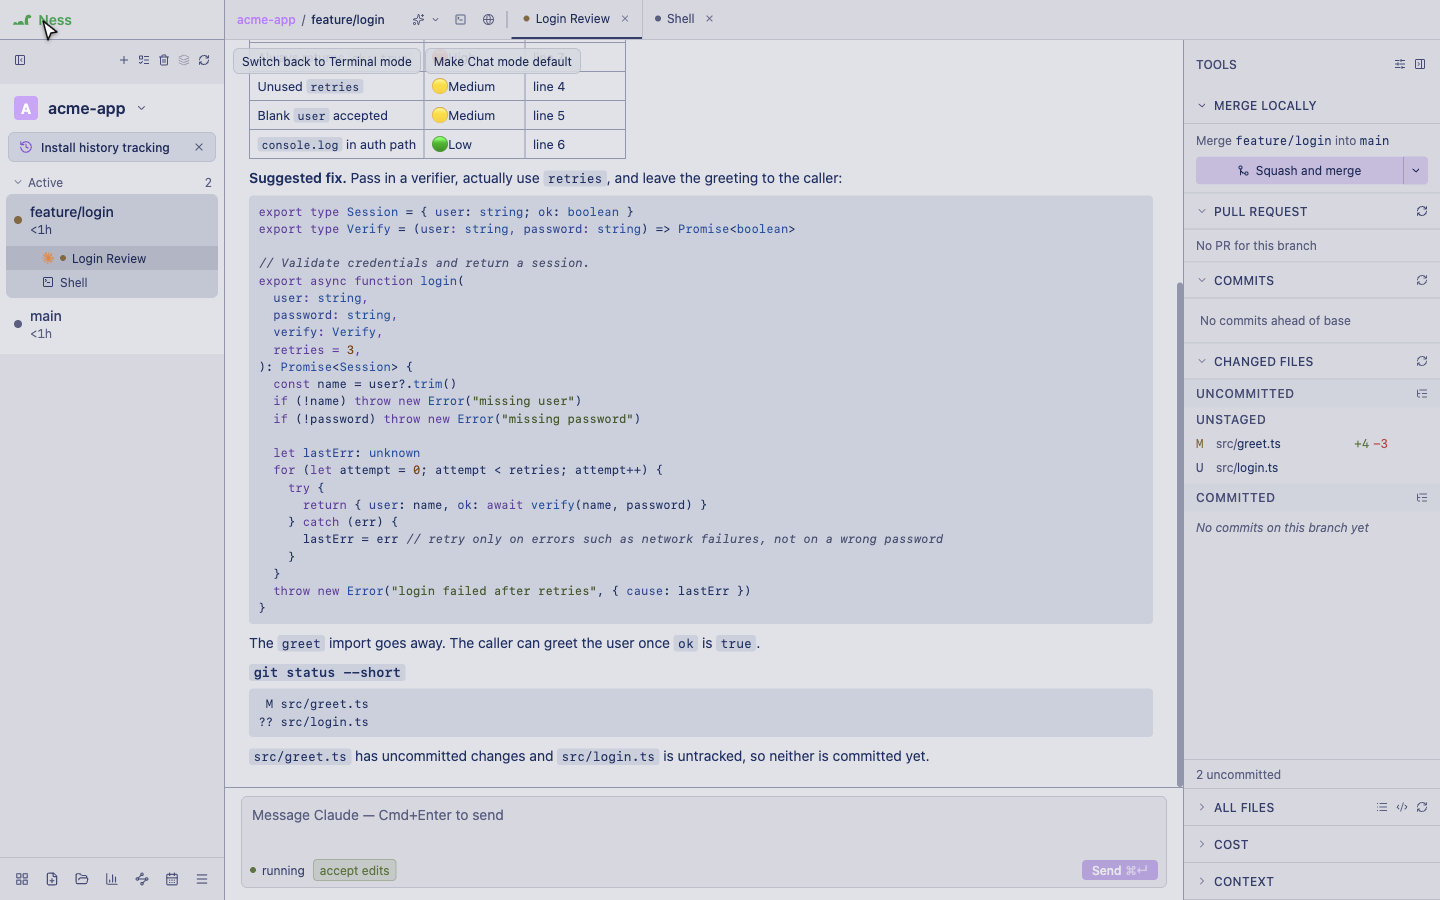 Ness
acme-app / feature/login
Login Review
Shell
acme-app
A
Install history tracking
Active 2
feature/login
<1h
Login Review
Shell
main
<1h
Switch back to Terminal mode
Make Chat mode default
Unused retries Medium line 4
Blank user accepted Medium line 5
console.log in auth path Low line 6
Suggested fix. Pass in a verifier, actually use retries, and leave the greeting to the caller:
export type Session = { user: string; ok: boolean }
export type Verify = (user: string, password: string) => Promise<boolean>
// Validate credentials and return a session.
export async function login(
user: string,
password: string,
verify: Verify,
retries = 3,
): Promise<Session> {
const name = user?.trim()
if (!name) throw new Error("missing user")
if (!password) throw new Error("missing password")
let lastErr: unknown
for (let attempt = 0; attempt < retries; attempt++) {
try {
return { user: name, ok: await verify(name, password) }
} catch (err) {
lastErr = err // retry only on errors such as network failures, not on a wrong password
}
}
throw new Error("login failed after retries", { cause: lastErr })
}
The greet import goes away. The caller can greet the user once ok is true.
git status --short
M src/greet.ts
?? src/login.ts
src/greet.ts has uncommitted changes and src/login.ts is untracked, so neither is committed yet.
Message Claude — Cmd+Enter to send
running
accept edits
Send ⌘↵
TOOLS
MERGE LOCALLY
Merge feature/login into main
Squash and merge
PULL REQUEST
No PR for this branch
COMMITS
No commits ahead of base
CHANGED FILES
UNCOMMITTED
UNSTAGED
M src/greet.ts +4 −3
U src/login.ts
COMMITTED
No commits on this branch yet
2 uncommitted
ALL FILES
COST
CONTEXT